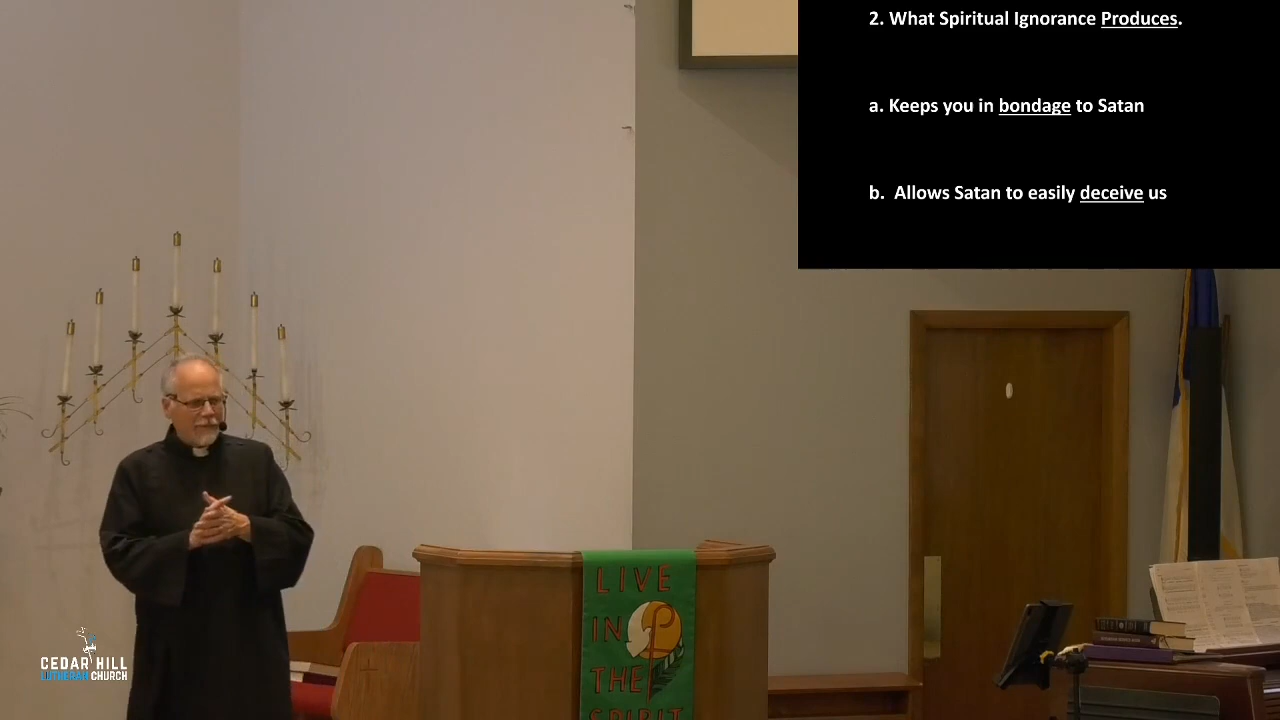 2. What Spiritual Ignorance Produces.
a. Keeps you in bondage to Satan
b. Allows Satan to easily deceive us
LIVE
IN
THE
SPIRIT
CEDAR HILL
LUTHERAN CHURCH